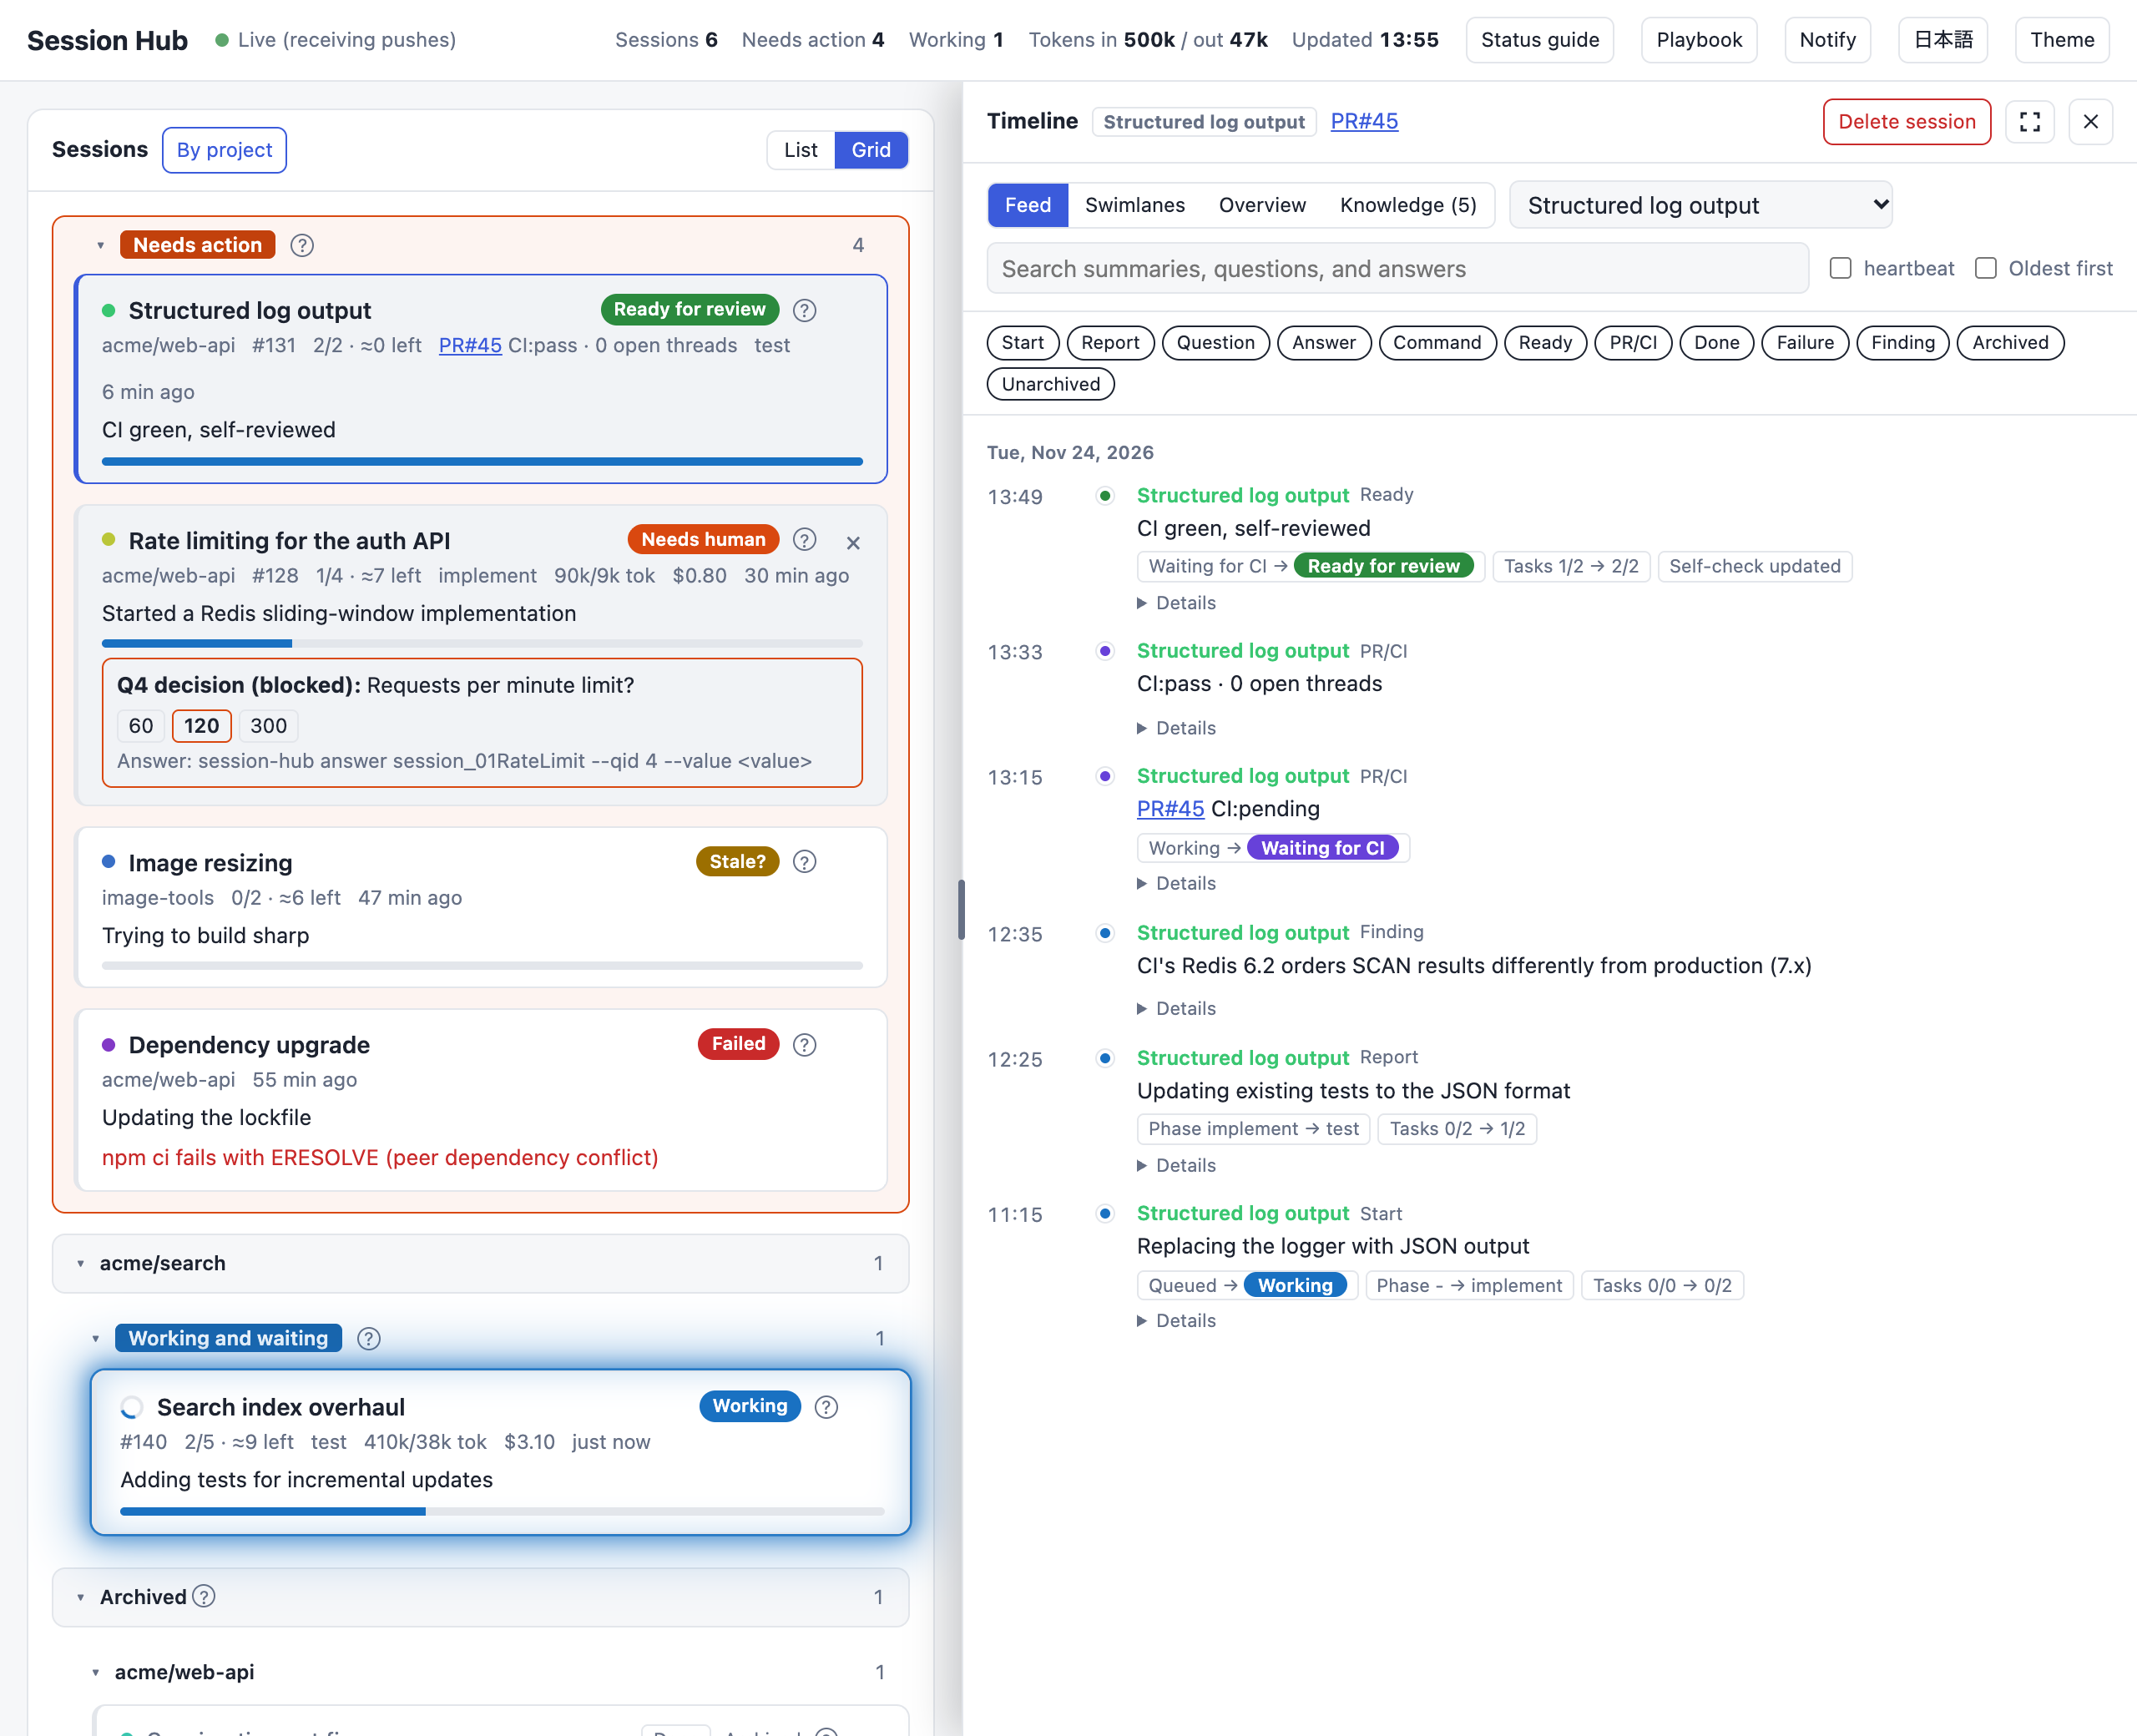 Session Hub
Live (receiving pushes)
Sessions 6 Needs action 4 Working 1 Tokens in 500k / out 47k Updated 13:55
Status guide
Playbook
Notify
日本語
Theme
Sessions
By project
List
Grid
Needs action ?
4
Structured log output
Ready for review ?
acme/web-api #131 2/2 · ≈0 left PR#45 CI:pass · 0 open threads test
6 min ago
CI green, self-reviewed
Rate limiting for the auth API
Needs human ? ×
acme/web-api #128 1/4 · ≈7 left implement 90k/9k tok $0.80 30 min ago
Started a Redis sliding-window implementation
Q4 decision (blocked): Requests per minute limit?
60 120 300
Answer: session-hub answer session_01RateLimit --qid 4 --value <value>
Image resizing
Stale? ?
image-tools 0/2 · ≈6 left 47 min ago
Trying to build sharp
Dependency upgrade
Failed ?
acme/web-api 55 min ago
Updating the lockfile
npm ci fails with ERESOLVE (peer dependency conflict)
acme/search
1
Working and waiting ?
1
Search index overhaul
Working ?
#140 2/5 · ≈9 left test 410k/38k tok $3.10 just now
Adding tests for incremental updates
Archived ?
1
acme/web-api
1
Timeline
Structured log output
PR#45
Delete session
×
Feed
Swimlanes
Overview
Knowledge (5)
Structured log output
Search summaries, questions, and answers
heartbeat
Oldest first
Start Report Question Answer Command Ready PR/CI Done Failure Finding Archived
Unarchived
Tue, Nov 24, 2026
13:49
Structured log output Ready
CI green, self-reviewed
Waiting for CI → Ready for review Tasks 1/2 → 2/2 Self-check updated
Details
13:33
Structured log output PR/CI
CI:pass · 0 open threads
Details
13:15
Structured log output PR/CI
PR#45 CI:pending
Working → Waiting for CI
Details
12:35
Structured log output Finding
CI's Redis 6.2 orders SCAN results differently from production (7.x)
Details
12:25
Structured log output Report
Updating existing tests to the JSON format
Phase implement → test Tasks 0/2 → 1/2
Details
11:15
Structured log output Start
Replacing the logger with JSON output
Queued → Working Phase - → implement Tasks 0/0 → 0/2
Details